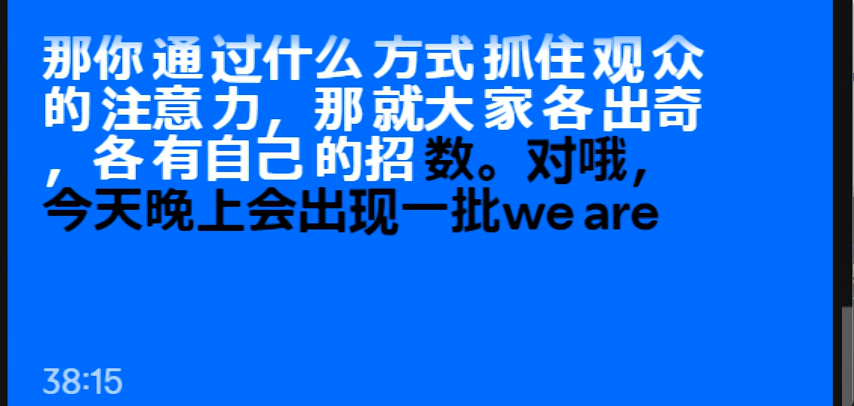 那你通过什么方式抓住观众
的注意力，那就大家各出奇
，各有自己的招数。对哦，
今天晚上会出现一批we are
38:15